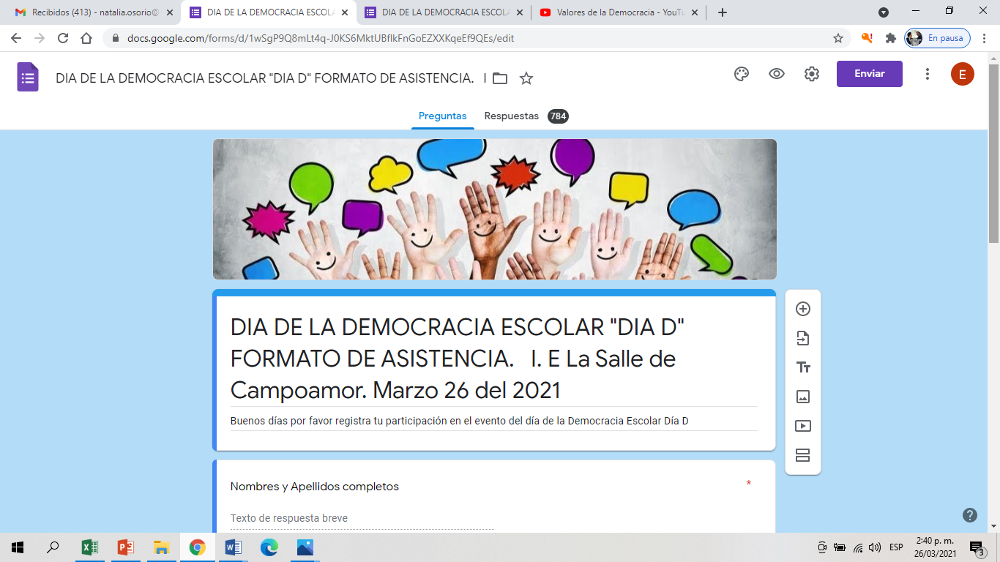 Recibidos (413) - natalia.osorio@
DIA DE LA DEMOCRACIA ESCOLA
DIA DE LA DEMOCRACIA ESCOLA
Valores de la Democracia - YouTu
docs.google.com/forms/d/1wSgP9Q8mLt4q-J0KS6MktUBflkFnGoEZXXKqeEf9QEs/edit
En pausa
DIA DE LA DEMOCRACIA ESCOLAR "DIA D" FORMATO DE ASISTENCIA. I
Enviar
E
Preguntas Respuestas 784
DIA DE LA DEMOCRACIA ESCOLAR "DIA D"
FORMATO DE ASISTENCIA. I. E La Salle de
Campoamor. Marzo 26 del 2021
Buenos días por favor registra tu participación en el evento del día de la Democracia Escolar Día D
Nombres y Apellidos completos *
Texto de respuesta breve
ESP
2:40 p. m.
26/03/2021
3